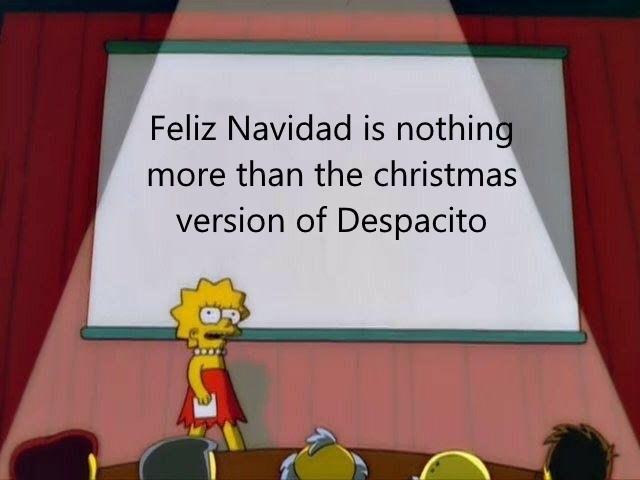 Feliz Navidad is nothing
more than the christmas
version of Despacito